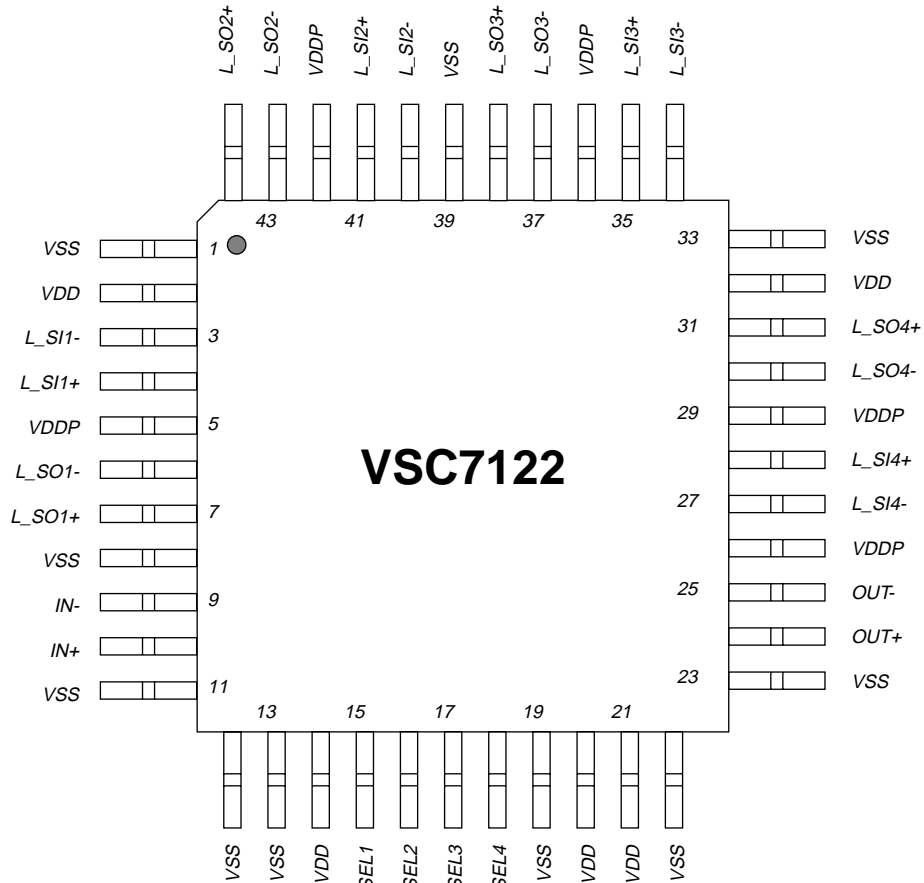 L_SO2+
L_SO2-
VDDP
L_SI2+
L_SI2-
VSS
L_SO3+
L_SO3-
VDDP
L_SI3+
L_SI3-
43
41
39
37
35
VSS
1
33
VSS
VDD
VDD
L_SI1-
3
31
L_SO4+
L_SI1+
L_SO4-
VDDP
5
29
VDDP
L_SO1-
VSC7122
L_SI4+
L_SO1+
7
27
L_SI4-
VSS
VDDP
IN-
9
25
OUT-
IN+
OUT+
VSS
11
23
VSS
13
15
17
19
21
VSS
VSS
VDD
SEL1
SEL2
SEL3
SEL4
VSS
VDD
VDD
VSS